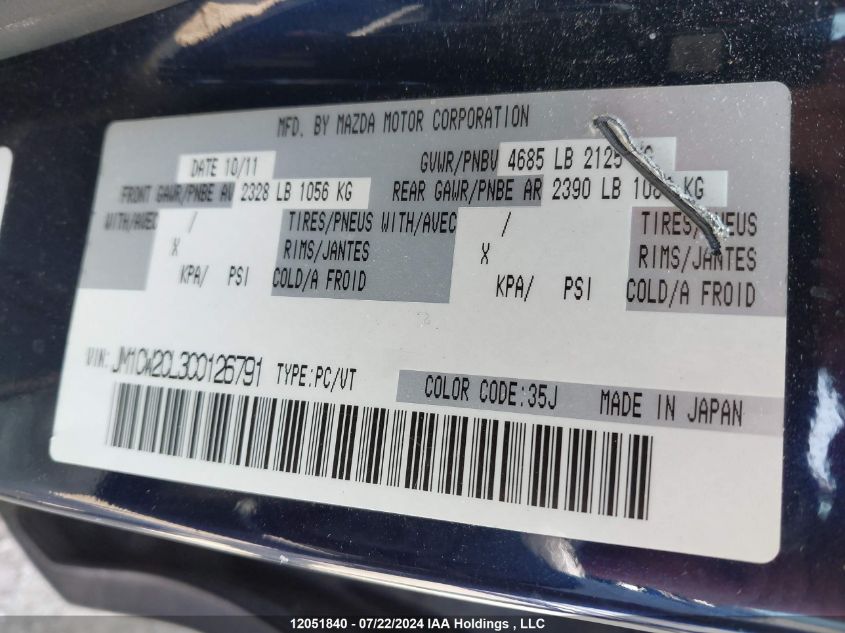 MFD. BY MAZDA MOTOR CORPORATION
DATE 10/11 GVWR/PNBV 4685 LB 2125
FRONT GAWR/PNBE AV 2328 LB 1056 KG REAR GAWR/PNBE AR 2390 LB KG
WITH/AVEC / TIRES/PNEUS WITH/AVEC / TIRES/PNEUS
X RIMS/JANTES X RIMS/JANTES
KPA/ PSI COLD/A FROID KPA/ PSI COLD/A FROID
VIN: JM1CW2CL3C0126791 TYPE:PC/VT COLOR CODE:35J MADE IN JAPAN
12051840 - 07/22/2024 IAA Holdings, LLC